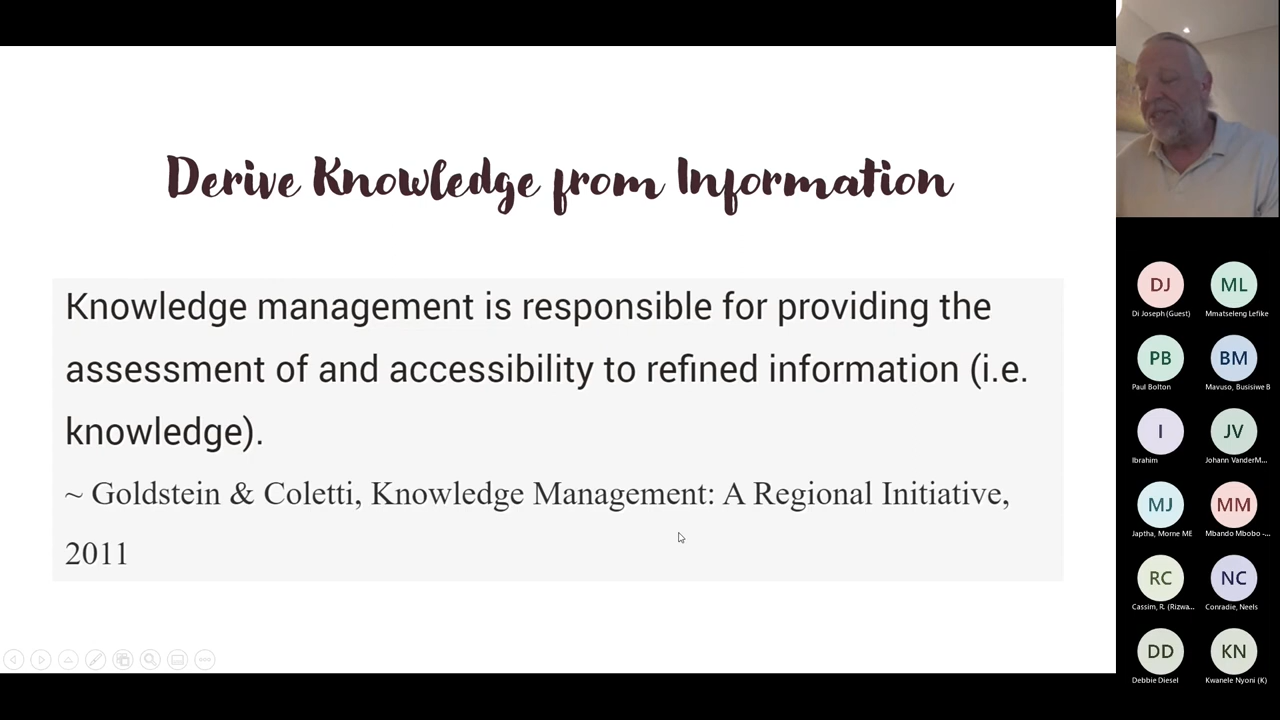 Derive Knowledge from Information
Knowledge management is responsible for providing the
assessment of and accessibility to refined information (i.e.
knowledge).
~ Goldstein & Coletti, Knowledge Management: A Regional Initiative,
2011
DJ
Di Joseph (Guest)
ML
Mmatseleng Lefike
PB
Paul Bolton
BM
Mavuso, Busisiwe B
I
Ibrahim
JV
Johann VanderM...
MJ
Japtha, Morne ME
MM
Mbando Mbobo -...
RC
Cassim, R. (Rizwa...
NC
Conradie, Neels
DD
Debbie Diesel
KN
Kwanele Nyoni (K)